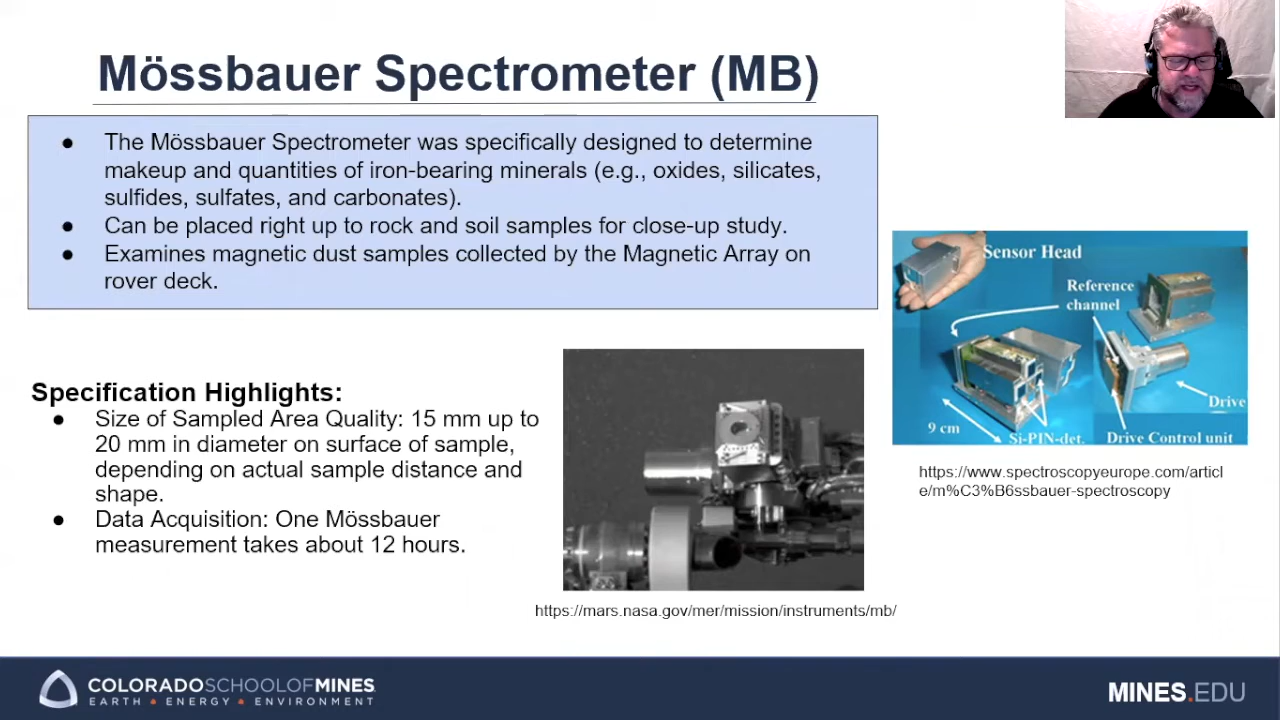 Mössbauer Spectrometer (MB)
● The Mössbauer Spectrometer was specifically designed to determine
makeup and quantities of iron-bearing minerals (e.g., oxides, silicates,
sulfides, sulfates, and carbonates).
● Can be placed right up to rock and soil samples for close-up study.
● Examines magnetic dust samples collected by the Magnetic Array on
rover deck.
Specification Highlights:
● Size of Sampled Area Quality: 15 mm up to
20 mm in diameter on surface of sample,
depending on actual sample distance and
shape.
● Data Acquisition: One Mössbauer
measurement takes about 12 hours.
https://mars.nasa.gov/mer/mission/instruments/mb/
Sensor Head
Reference
channel
Drive
9 cm
Si-PIN-det.
Drive Control unit
https://www.spectroscopyeurope.com/articl
e/m%C3%B6ssbauer-spectroscopy
COLORADOSCHOOLOFMINES
EARTH • ENERGY • ENVIRONMENT
MINES.EDU